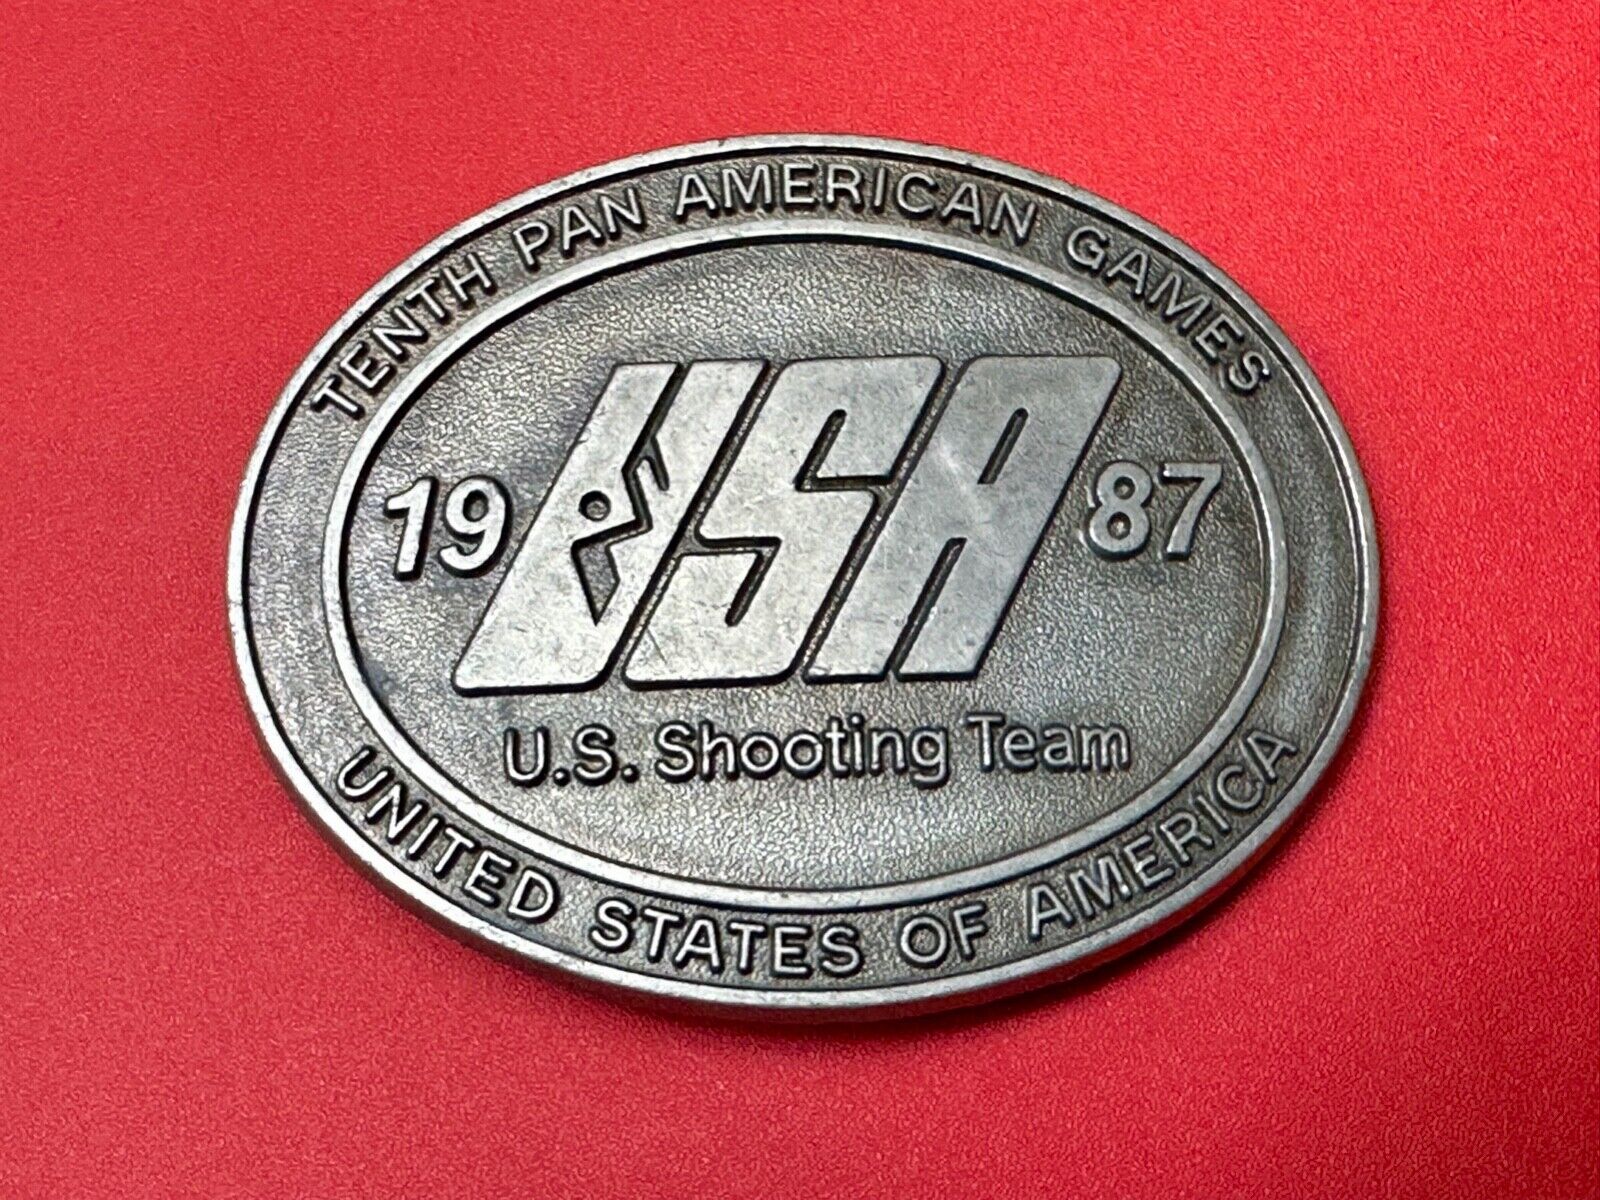 TENTH PAN AMERICAN GAMES
19 USA 87
U.S. Shooting Team
UNITED STATES OF AMERICA